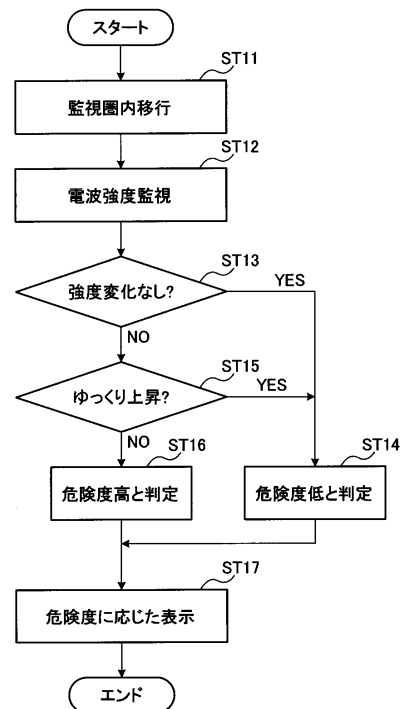 スタート
ST11
監視圏内移行
ST12
電波強度監視
ST13
強度変化なし?
YES
NO
ST15
ゆっくり上昇?
YES
NO
ST16
危険度高と判定
ST14
危険度低と判定
ST17
危険度に応じた表示
エンド